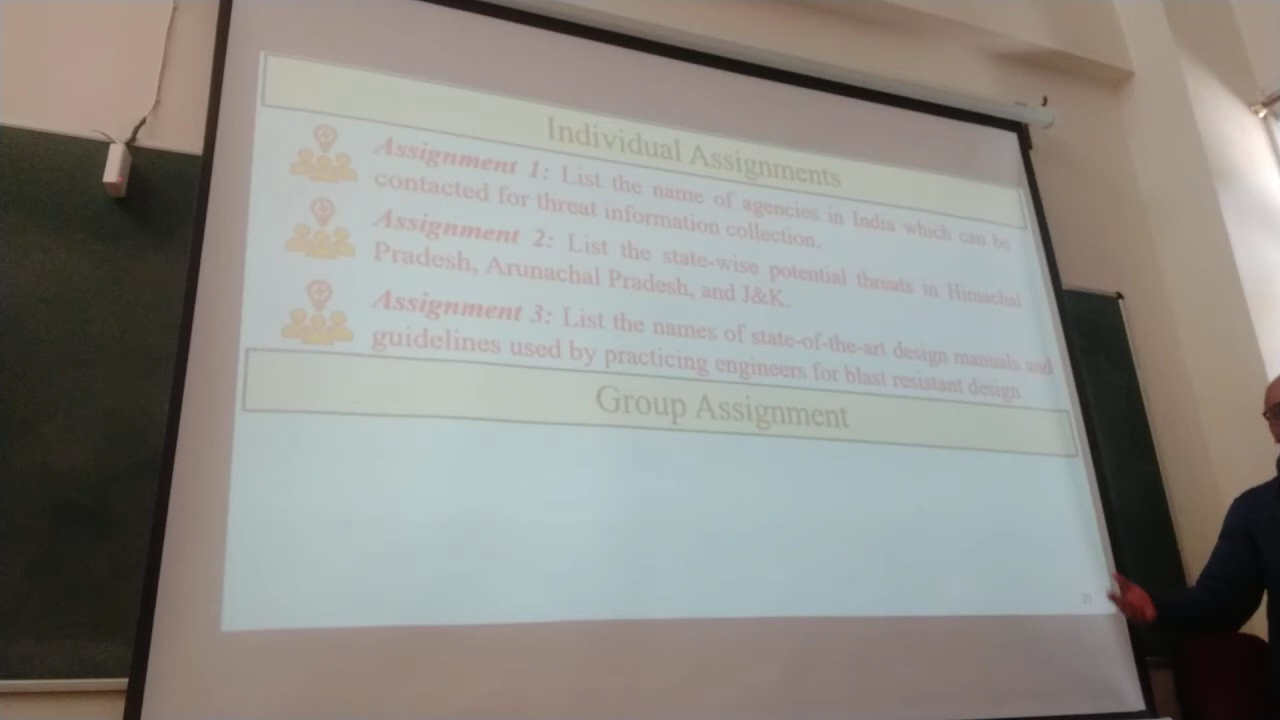 Individual Assignments
Assignment 1: List the name of agencies in India which can be
contacted for threat information collection.
Assignment 2: List the state-wise potential threats in Himachal
Pradesh, Arunachal Pradesh, and J&K.
Assignment 3: List the names of state-of-the-art design manuals and
guidelines used by practicing engineers for blast resistant design
Group Assignment